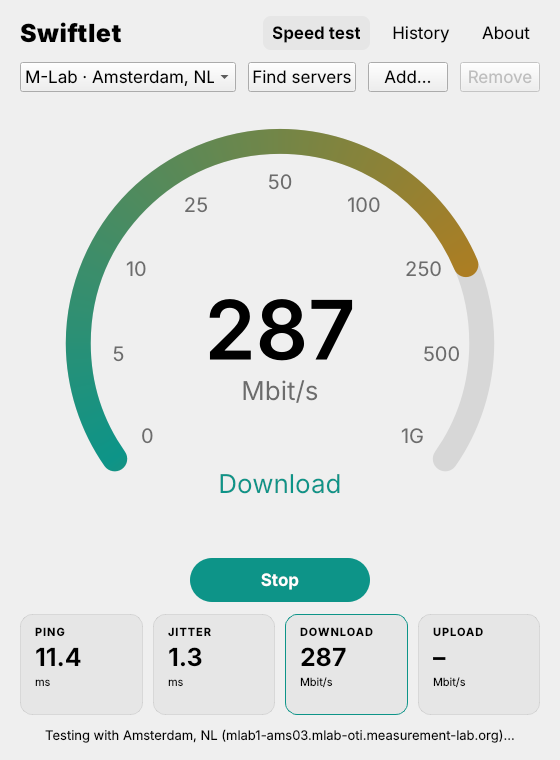 Swiftlet
Speed test History About
M-Lab · Amsterdam, NL Find servers Add... Remove
50
25 100
10 250
287
5 500
Mbit/s
0 1G
Download
Stop
PING JITTER DOWNLOAD UPLOAD
11.4 1.3 287 –
ms ms Mbit/s Mbit/s
Testing with Amsterdam, NL (mlab1-ams03.mlab-oti.measurement-lab.org)...